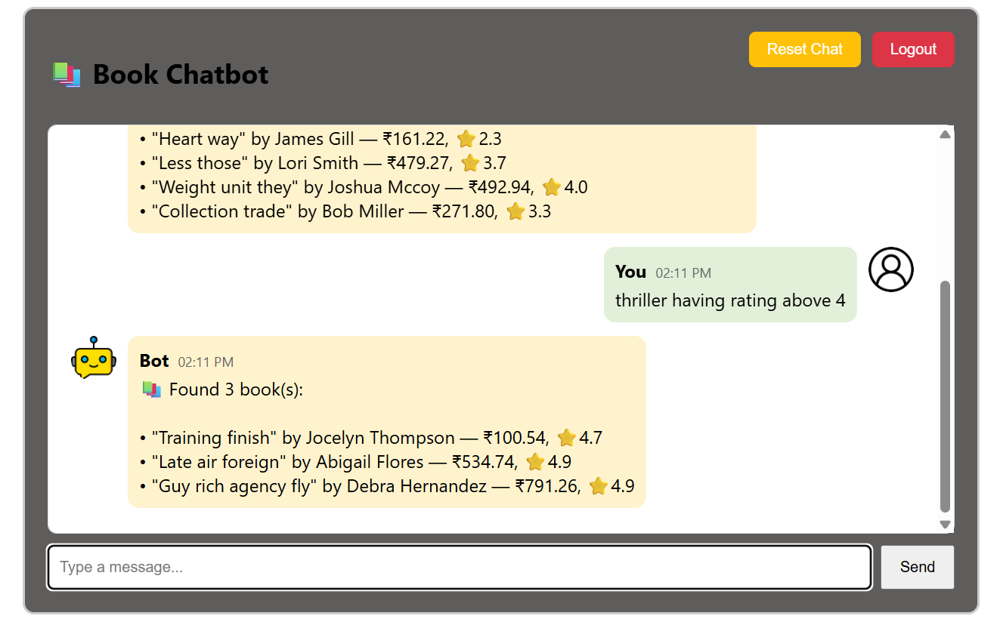 Reset Chat
Logout
📚 Book Chatbot
• "Heart way" by James Gill — ₹161.22, ⭐2.3
• "Less those" by Lori Smith — ₹479.27, ⭐3.7
• "Weight unit they" by Joshua Mccoy — ₹492.94, ⭐4.0
• "Collection trade" by Bob Miller — ₹271.80, ⭐3.3
You 02:11 PM
thriller having rating above 4
Bot 02:11 PM
📚 Found 3 book(s):
• "Training finish" by Jocelyn Thompson — ₹100.54, ⭐4.7
• "Late air foreign" by Abigail Flores — ₹534.74, ⭐4.9
• "Guy rich agency fly" by Debra Hernandez — ₹791.26, ⭐4.9
Type a message...
Send